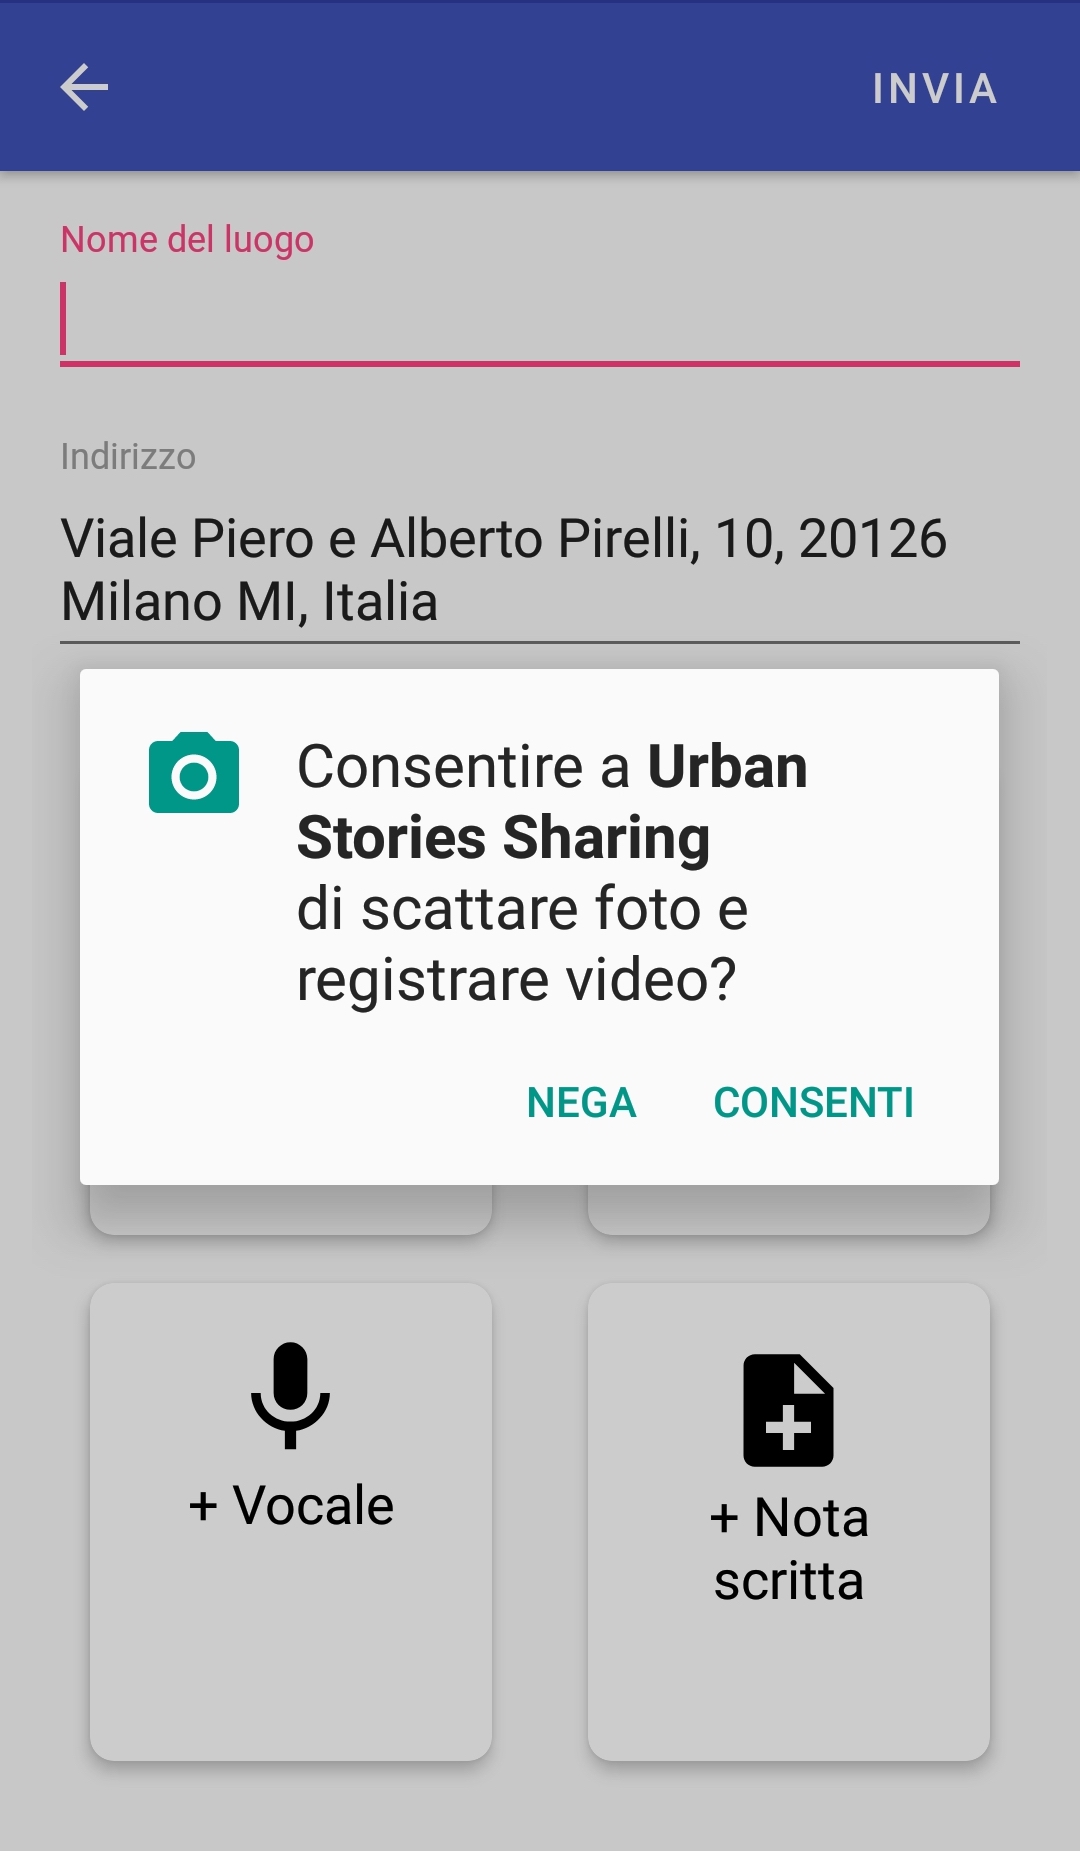 INVIA
Nome del luogo
Indirizzo
Viale Piero e Alberto Pirelli, 10, 20126
Milano MI, Italia
Consentire a Urban
Stories Sharing
di scattare foto e
registrare video?
NEGA CONSENTI
+ Vocale
+ Nota
scritta